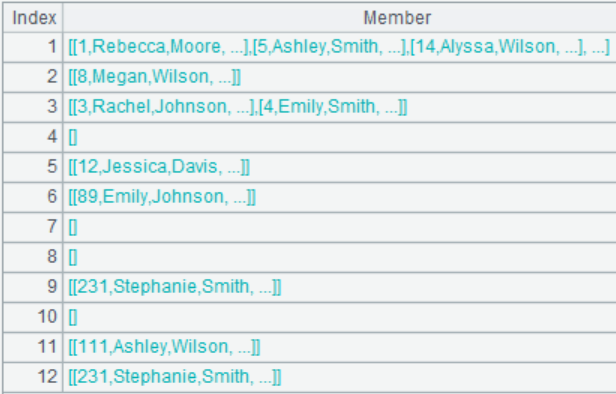 Index Member
1 [[1,Rebecca,Moore, ...],[5,Ashley,Smith, ...],[14,Alyssa,Wilson, ...], ...]
2 [[8,Megan,Wilson, ...]]
3 [[3,Rachel,Johnson, ...],[4,Emily,Smith, ...]]
4 []
5 [[12,Jessica,Davis, ...]]
6 [[89,Emily,Johnson, ...]]
7 []
8 []
9 [[231,Stephanie,Smith, ...]]
10 []
11 [[111,Ashley,Wilson, ...]]
12 [[231,Stephanie,Smith, ...]]